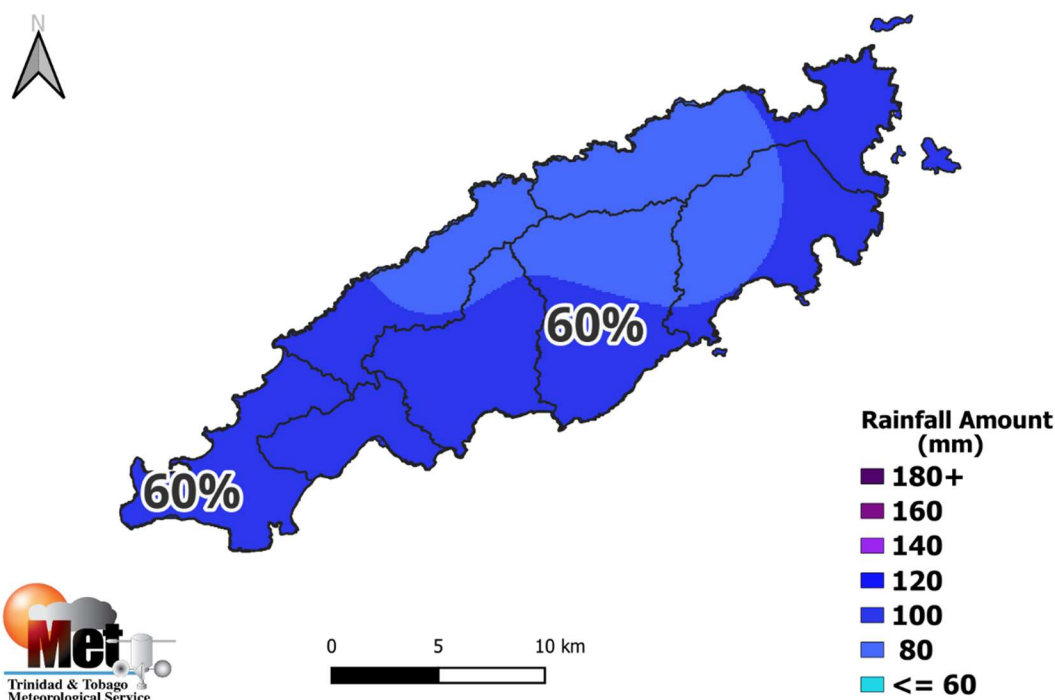 N
60%
60%
Rainfall Amount
(mm)
180+
160
140
120
100
80
<= 60
0 5 10 km
Met
Trinidad & Tobago
Meteorological Service